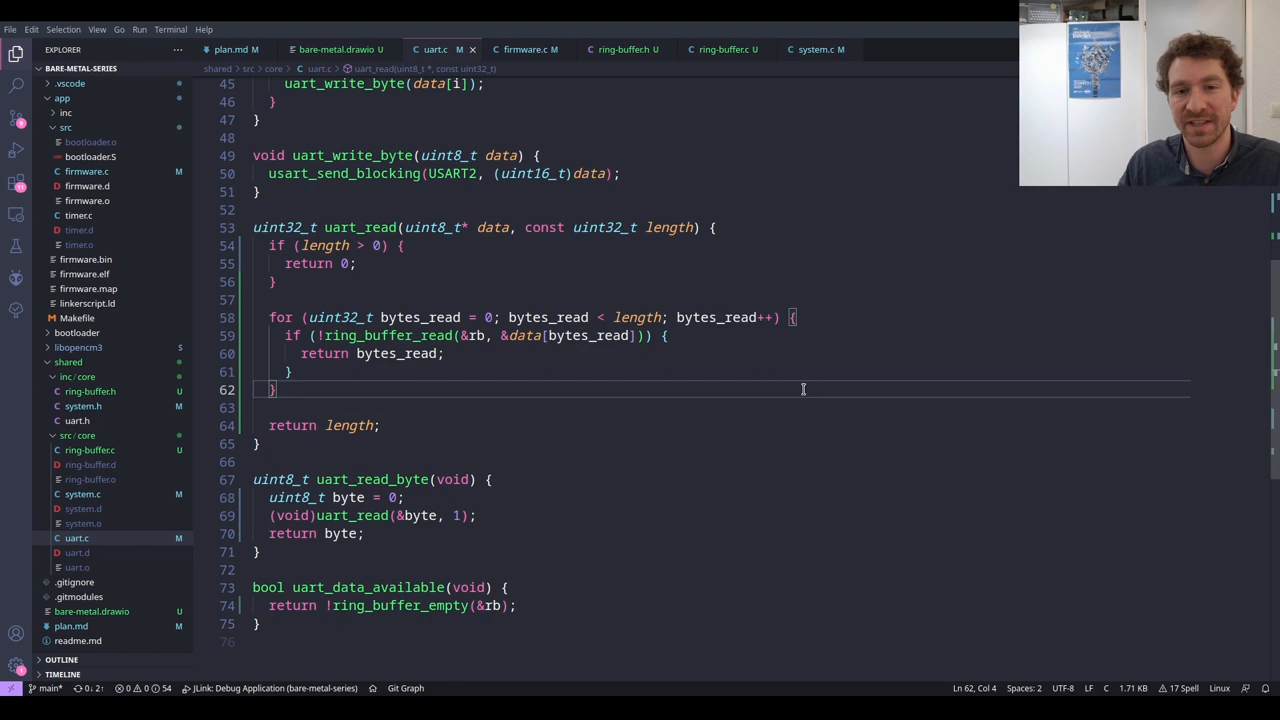 File Edit Selection View Go Run Terminal Help
EXPLORER
plan.md M
bare-metal.drawio U
uart.c M
firmware.c M
ring-buffer.h U
ring-buffer.c U
system.c M
BARE-METAL-SERIES
shared > src > core > uart.c > uart_read(uint8_t *, const uint32_t)
.vscode
app
inc
src
bootloader.o
bootloader.S
firmware.c M
firmware.d
firmware.o
timer.c
timer.d
timer.o
firmware.bin
firmware.elf
firmware.map
linkerscript.ld
Makefile
bootloader
libopencm3
shared
inc/core
ring-buffer.h U
system.h M
uart.h
src/core
ring-buffer.c U
ring-buffer.d
ring-buffer.o
system.c M
system.d
system.o
uart.c M
uart.d
uart.o
.gitignore
.gitmodules
bare-metal.drawio U
plan.md M
readme.md
OUTLINE
TIMELINE
45 uart_write_byte(data[i]);
46 }
47 }
48
49 void uart_write_byte(uint8_t data) {
50 usart_send_blocking(USART2, (uint16_t)data);
51 }
52
53 uint32_t uart_read(uint8_t* data, const uint32_t length) {
54 if (length > 0) {
55 return 0;
56 }
57
58 for (uint32_t bytes_read = 0; bytes_read < length; bytes_read++) {
59 if (!ring_buffer_read(&rb, &data[bytes_read])) {
60 return bytes_read;
61 }
62 }
63
64 return length;
65 }
66
67 uint8_t uart_read_byte(void) {
68 uint8_t byte = 0;
69 (void)uart_read(&byte, 1);
70 return byte;
71 }
72
73 bool uart_data_available(void) {
74 return !ring_buffer_empty(&rb);
75 }
76
9
11
1
main* 0↓ 2↑ 0 0 54 JLink: Debug Application (bare-metal-series) Git Graph Ln 62, Col 4 Spaces: 2 UTF-8 LF C 1.71 KB 17 Spell Linux